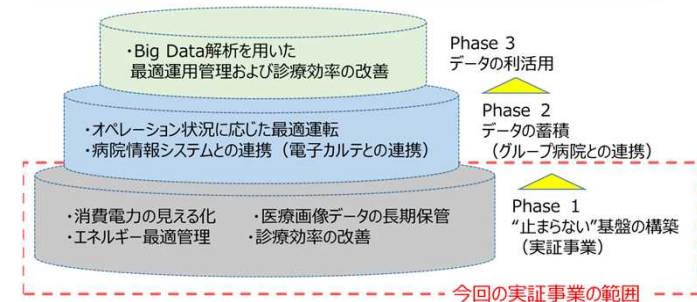 ・Big Data解析を用いた
最適運用管理および診療効率の改善
Phase 3
データの利活用
・オペレーション状況に応じた最適運転
・病院情報システムとの連携（電子カルテとの連携）
Phase 2
データの蓄積
（グループ病院との連携）
・消費電力の見える化
・医療画像データの長期保管
・エネルギー最適管理
・診療効率の改善
Phase 1
“止まらない”基盤の構築
（実証事業）
今回の実証事業の範囲